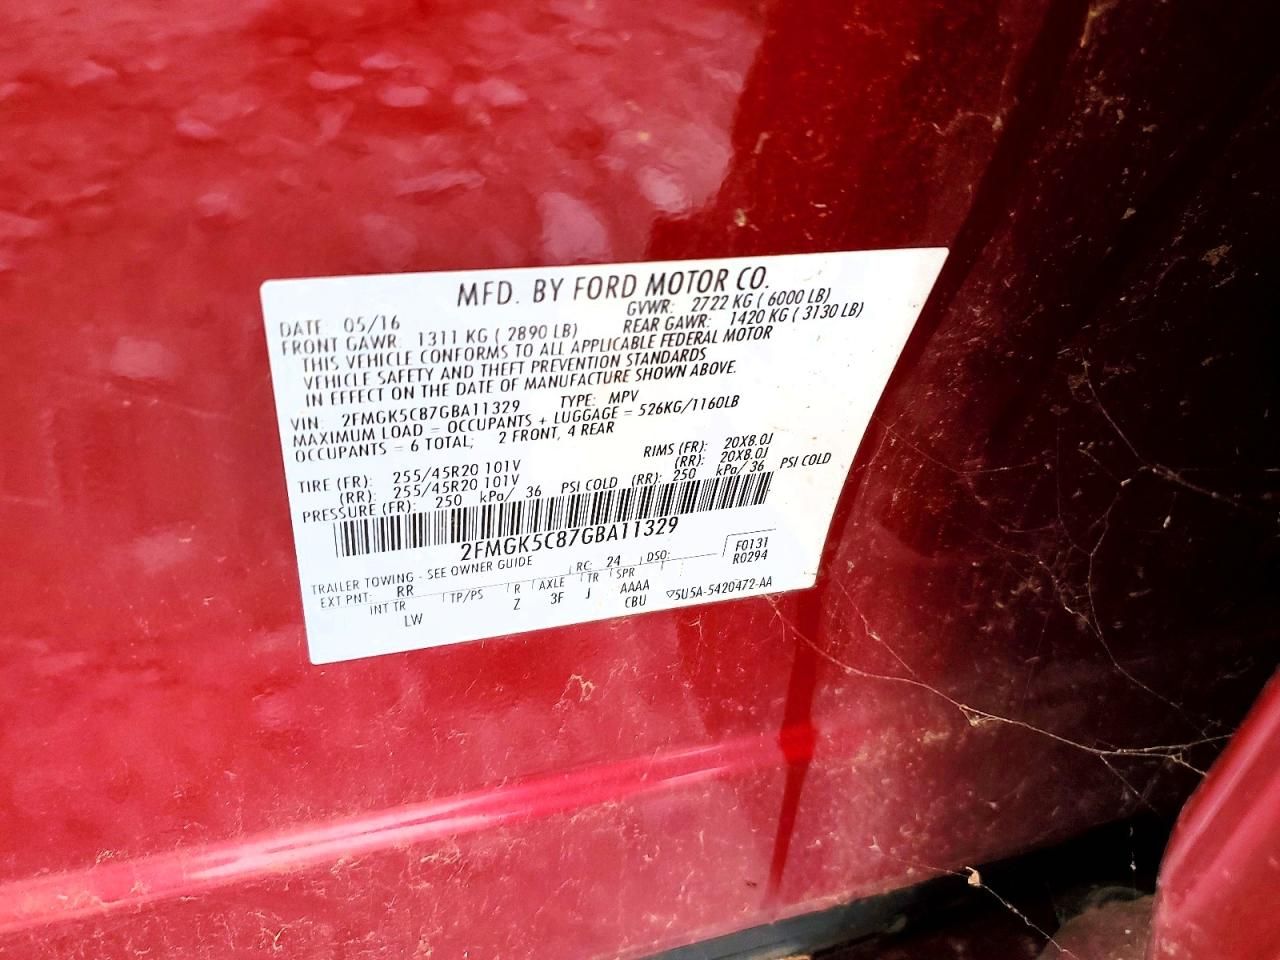 MFD. BY FORD MOTOR CO.
DATE: 05/16 GVWR: 2722 KG ( 6000 LB)
FRONT GAWR: 1311 KG ( 2890 LB) REAR GAWR: 1420 KG ( 3130 LB)
THIS VEHICLE CONFORMS TO ALL APPLICABLE FEDERAL MOTOR
VEHICLE SAFETY AND THEFT PREVENTION STANDARDS
IN EFFECT ON THE DATE OF MANUFACTURE SHOWN ABOVE.
VIN: 2FMGK5C87GBA11329 TYPE: MPV
MAXIMUM LOAD = OCCUPANTS + LUGGAGE = 526KG/1160LB
OCCUPANTS = 6 TOTAL; 2 FRONT, 4 REAR
TIRE (FR): 255/45R20 101V RIMS (FR): 20X8.0J
(RR): 255/45R20 101V (RR): 20X8.0J
PRESSURE (FR): 250 kPa/ 36 PSI COLD (RR): 250 kPa/ 36 PSI COLD
2FMGK5C87GBA11329
TRAILER TOWING - SEE OWNER GUIDE
EXT PNT: RR RC: 24 DSO: F0131
R0294
INT TR TP/PS R AXLE TR SPR
LW Z 3F J AAAA
CBU
▽5U5A-5420472-AA